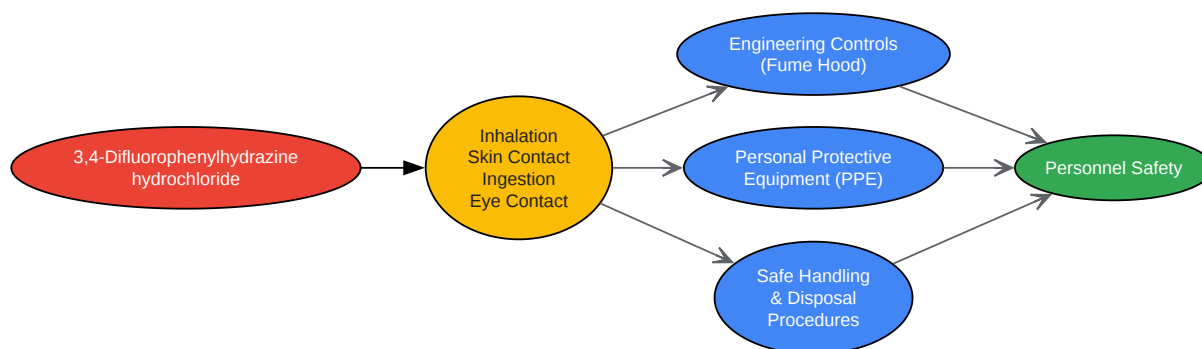 3,4-Difluorophenylhydrazine
hydrochloride
Inhalation
Skin Contact
Ingestion
Eye Contact
Engineering Controls
(Fume Hood)
Personal Protective
Equipment (PPE)
Safe Handling
& Disposal
Procedures
Personnel Safety